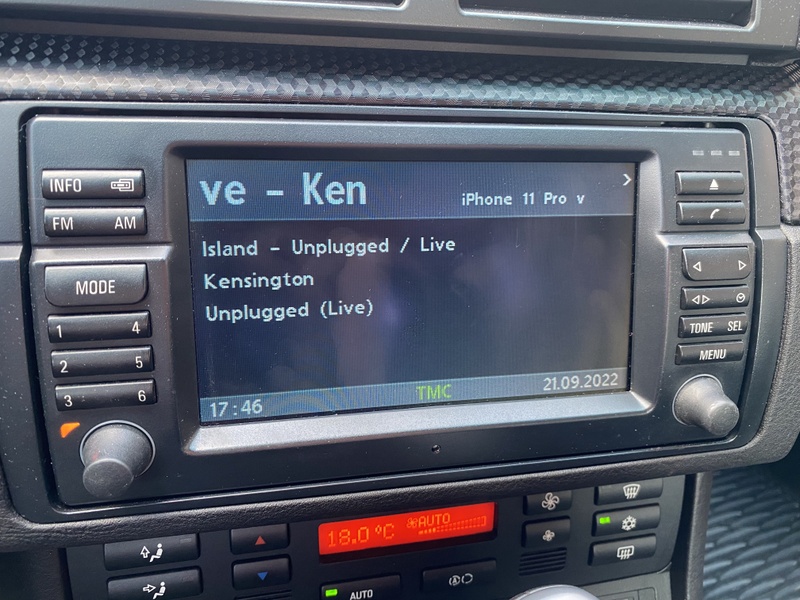 INFO
FM AM
MODE
1 4
2 5
3 6
ve - Ken
iPhone 11 Pro v
Island - Unplugged / Live
Kensington
Unplugged (Live)
17:46
TMC
21.09.2022
TONE SEL
MENU
18.0 °C
AUTO
AUTO